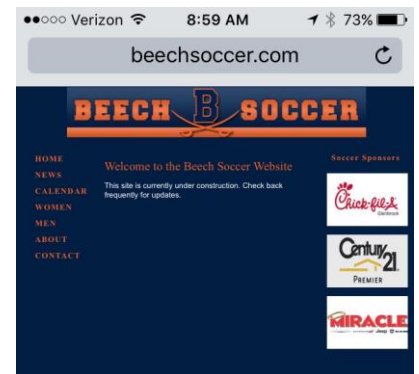 Verizon 8:59 AM 73%
beechsoccer.com
BEECH B SOCCER
HOME
NEWS
CALENDAR
WOMEN
MEN
ABOUT
CONTACT
Welcome to the Beech Soccer Website
This site is currently under construction. Check back
frequently for updates.
Soccer Sponsors
Chick-fil-A
Glenbrook
Century
21
PREMIER
MIRACLE
Jeep